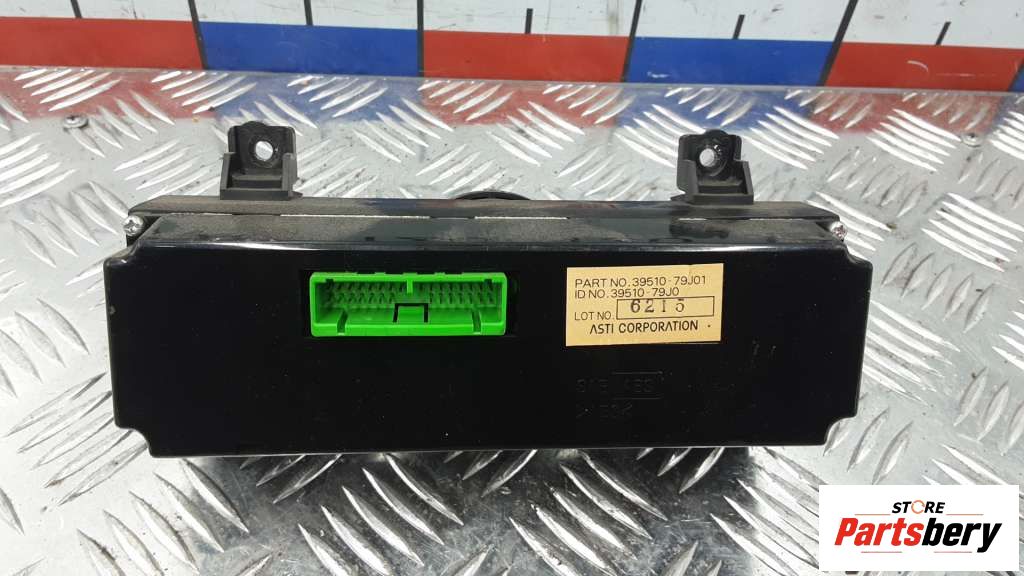 PART NO. 39510-79J01
ID NO. 39510-79J0
LOT NO. 6215
ASTI CORPORATION
STORE
Partsbery